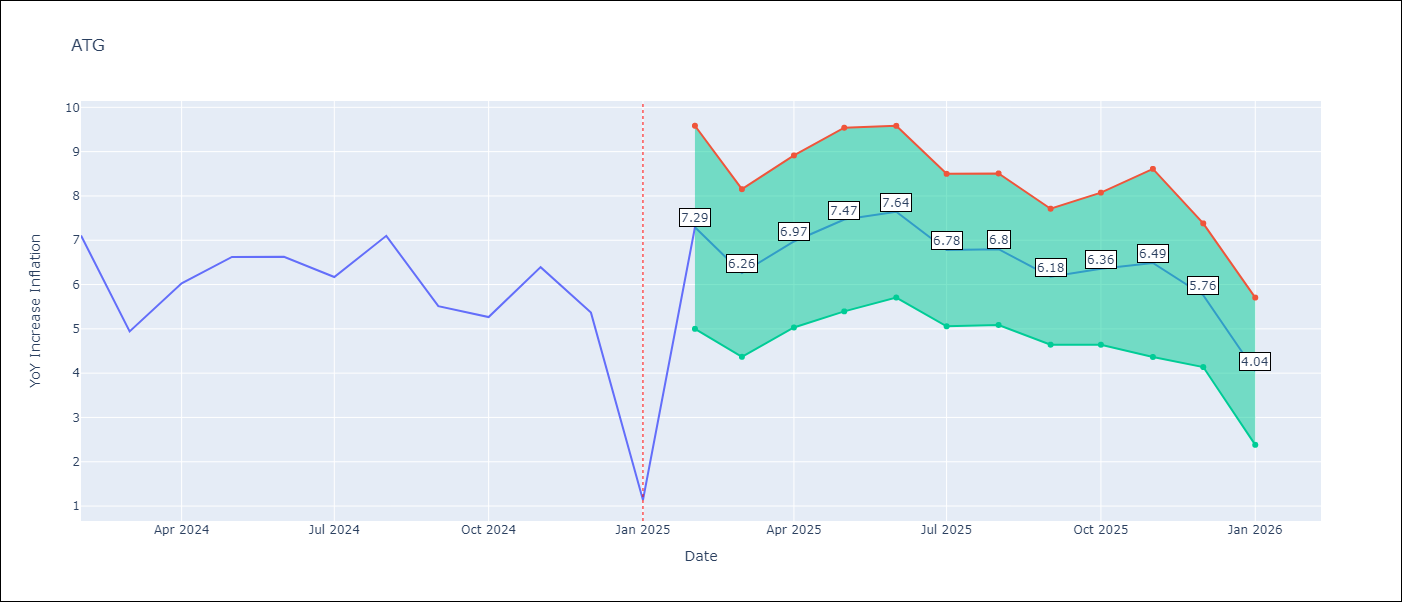 ATG
10
9
8
7
6
5
4
3
2
1
YoY Increase Inflation
7.29
6.26
6.97
7.47
7.64
6.78
6.8
6.18
6.36
6.49
5.76
4.04
Apr 2024
Jul 2024
Oct 2024
Jan 2025
Apr 2025
Jul 2025
Oct 2025
Jan 2026
Date